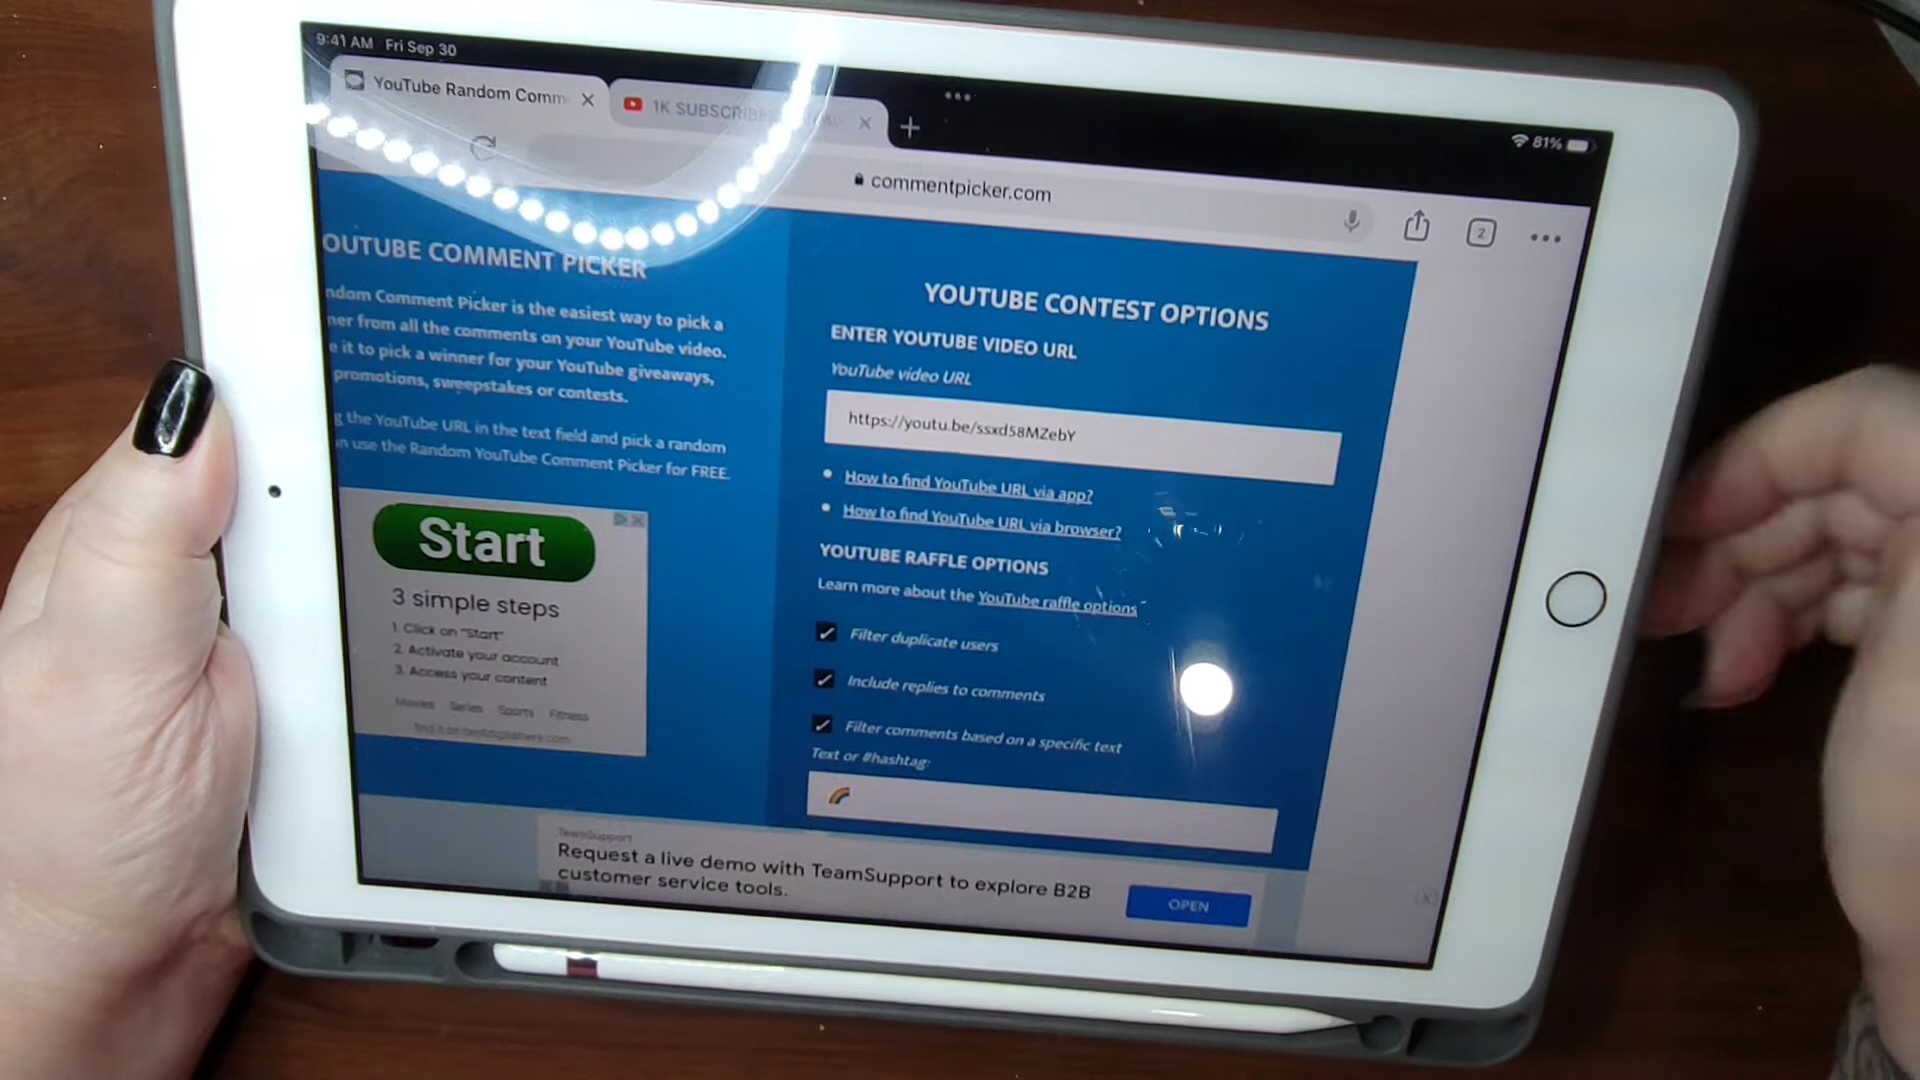 9:41 AM Fri Sep 30
YouTube Random Comm
1K SUBSCRIBE
81%
commentpicker.com
2
OUTUBE COMMENT PICKER
ndom Comment Picker is the easiest way to pick a
ner from all the comments on your YouTube video.
e it to pick a winner for your YouTube giveaways,
promotions, sweepstakes or contests.
g the YouTube URL in the text field and pick a random
n use the Random YouTube Comment Picker for FREE.
Start
3 simple steps
1. Click on "Start"
2. Activate your account
3. Access your content
Movies Series Sports Fitness
YOUTUBE CONTEST OPTIONS
ENTER YOUTUBE VIDEO URL
YouTube video URL
https://youtu.be/ssxd58MZebY
How to find YouTube URL via app?
How to find YouTube URL via browser?
YOUTUBE RAFFLE OPTIONS
Learn more about the YouTube raffle options
Filter duplicate users
Include replies to comments
Filter comments based on a specific text
Text or #hashtag:
TeamSupport
Request a live demo with TeamSupport to explore B2B
customer service tools.
OPEN